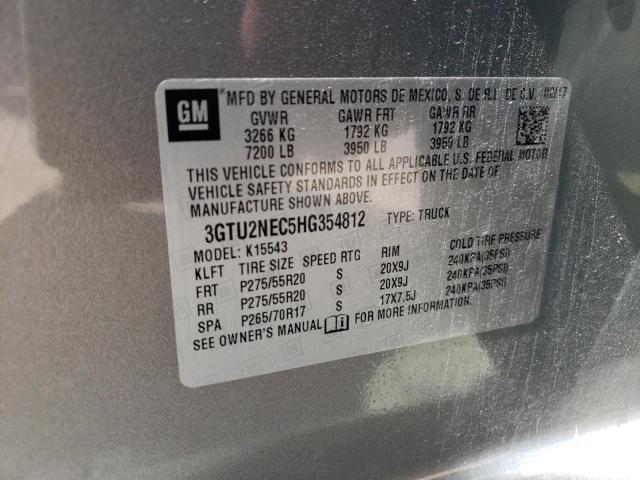 GM
*MFD BY GENERAL MOTORS DE MEXICO, S. DE R.L. DE C.V. 02/17
GVWR GAWR FRT GAWR RR
3266 KG 1792 KG 1792 KG
7200 LB 3950 LB 3950 LB
THIS VEHICLE CONFORMS TO ALL APPLICABLE U.S. FEDERAL MOTOR
VEHICLE SAFETY STANDARDS IN EFFECT ON THE DATE OF
MANUFACTURE SHOWN ABOVE.
3GTU2NEC5HG354812 TYPE: TRUCK
MODEL: K15543
KLFT TIRE SIZE SPEED RTG RIM COLD TIRE PRESSURE
FRT P275/55R20 S 20X9J 240KPA(35PSI)
RR P275/55R20 S 20X9J 240KPA(35PSI)
SPA P265/70R17 S 17X7.5J 240KPA(35PSI)
SEE OWNER'S MANUAL FOR MORE INFORMATION.